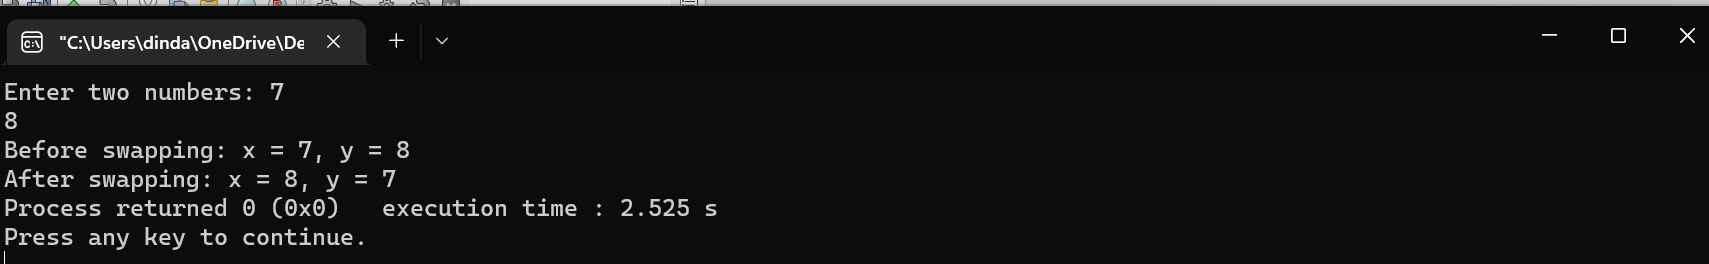 "C:\Users\dinda\OneDrive\De
Enter two numbers: 7
8
Before swapping: x = 7, y = 8
After swapping: x = 8, y = 7
Process returned 0 (0x0)   execution time : 2.525 s
Press any key to continue.